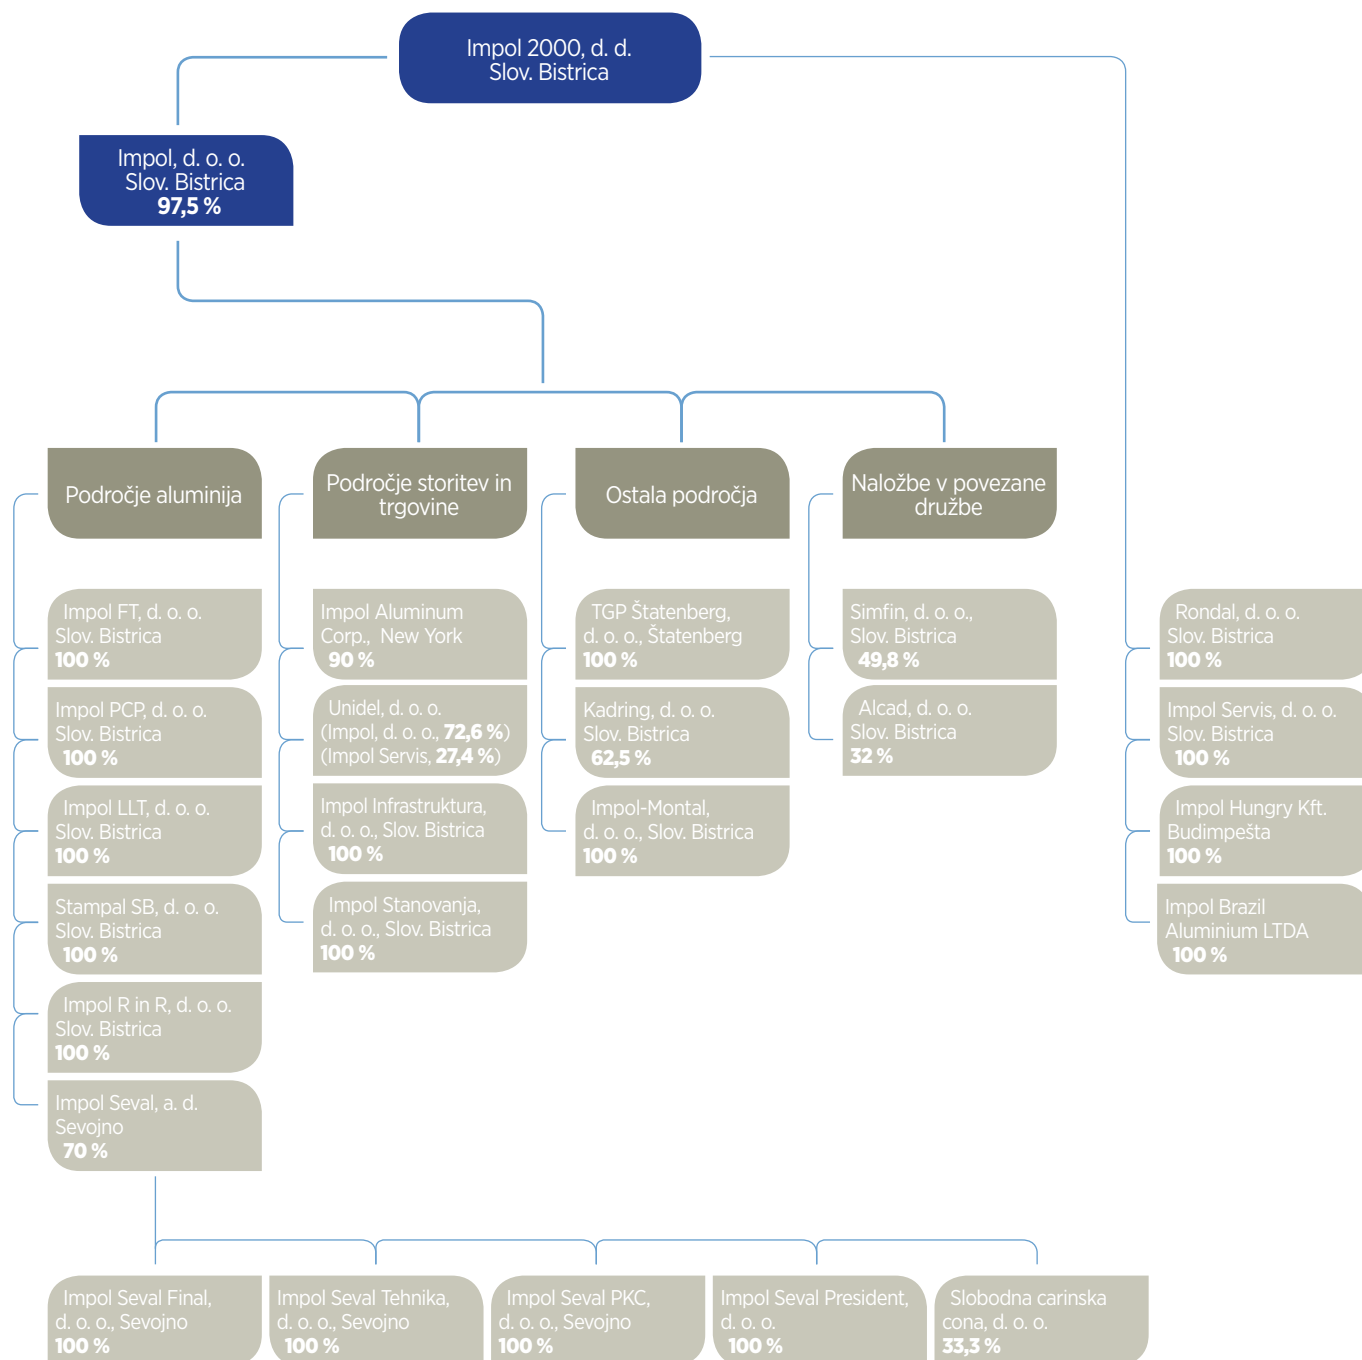 Impol 2000, d. d.
Slov. Bistrica
Impol, d. o. o.
Slov. Bistrica
97,5 %
Področje aluminija
Impol FT, d. o. o.
Slov. Bistrica
100 %
Impol PCP, d. o. o.
Slov. Bistrica
100 %
Impol LLT, d. o. o.
Slov. Bistrica
100 %
Stampal SB, d. o. o.
Slov. Bistrica
100 %
Impol R in R, d. o. o.
Slov. Bistrica
100 %
Impol Seval, a. d.
Sevojno
70 %
Področje storitev in
trgovine
Impol Aluminum
Corp., New York
90 %
Unidel, d. o. o.
(Impol, d. o. o., 72,6 %)
(Impol Servis, 27,4 %)
Impol Infrastruktura,
d. o. o., Slov. Bistrica
100 %
Impol Stanovanja,
d. o. o., Slov. Bistrica
100 %
Ostala področja
TGP Štatenberg,
d. o. o., Štatenberg
100 %
Kadring, d. o. o.
Slov. Bistrica
62,5 %
Impol-Montal,
d. o. o., Slov. Bistrica
100 %
Naložbe v povezane
družbe
Simfin, d. o. o.,
Slov. Bistrica
49,8 %
Alcad, d. o. o.
Slov. Bistrica
32 %
Rondal, d. o. o.
Slov. Bistrica
100 %
Impol Servis, d. o. o.
Slov. Bistrica
100 %
Impol Hungry Kft.
Budimpešta
100 %
Impol Brazil
Aluminium LTDA
100 %
Impol Seval Final,
d. o. o., Sevojno
100 %
Impol Seval Tehnika,
d. o. o., Sevojno
100 %
Impol Seval PKC,
d. o. o., Sevojno
100 %
Impol Seval President,
d. o. o.
100 %
Slobodna carinska
cona, d. o. o.
33,3 %